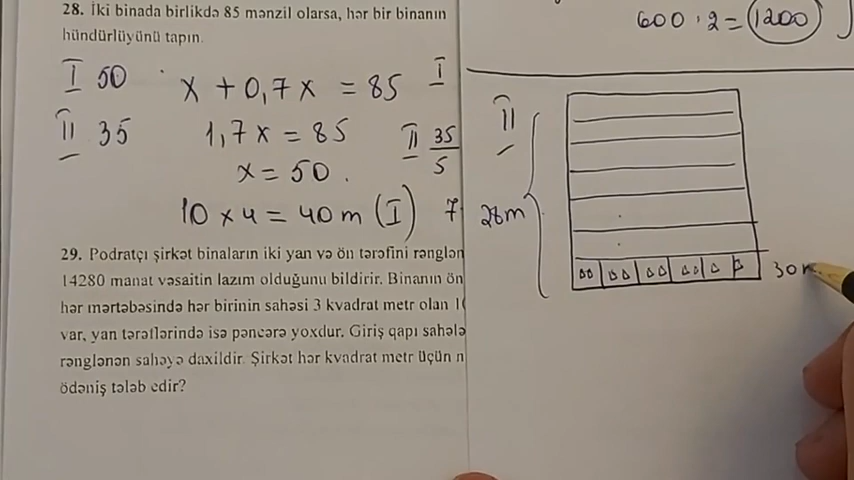 28. İki binada birlikdə 85 mənzil olarsa, hər bir binanın
hündürlüyünü tapın.
I 50
x + 0,7x = 85
I
II 35
1,7x = 85
II 35/5
x = 50.
10 × 4 = 40m (I)
7
29. Podratçı şirkət binaların iki yan və ön tərəfini rənglən
14280 manat vəsaitin lazım olduğunu bildirir. Binanın ön
hər mərtəbəsində hər birinin sahəsi 3 kvadrat metr olan 1
var, yan tərəflərində isə pəncərə yoxdur. Giriş qapı sahələ
rənglənən sahəyə daxildir. Şirkət hər kvadrat metr üçün n
ödəniş tələb edir?
600 · 2 = 1200
II
28m
30